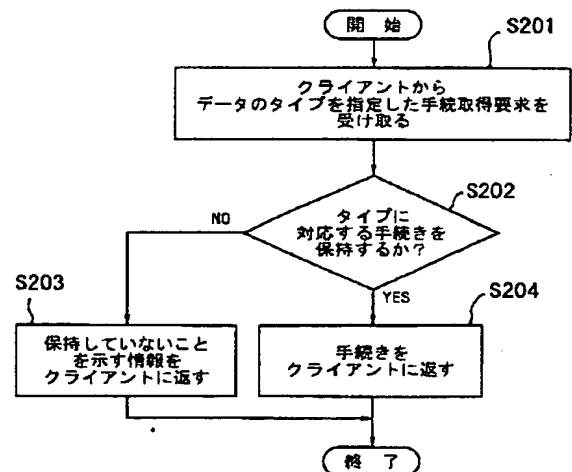 開 始
S201
クライアントから
データのタイプを指定した手続取得要求を
受け取る
S202
タイプに
対応する手続きを
保持するか?
NO
YES
S203
保持していないこと
を示す情報を
クライアントに返す
S204
手続きを
クライアントに返す
終 了